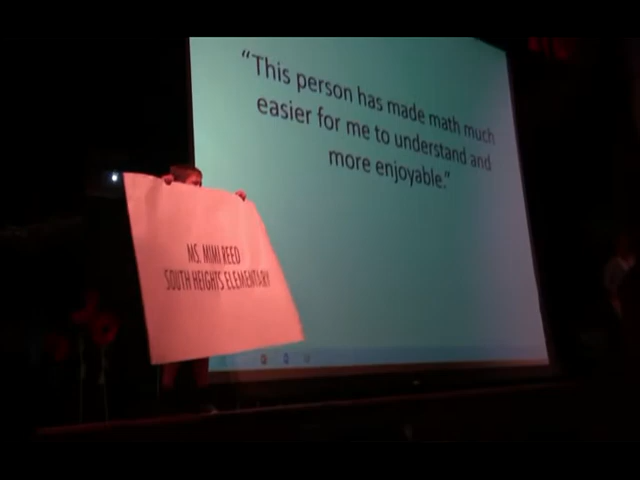 “This person has made math much
easier for me to understand and
more enjoyable.”
MS. MIMI REED
SOUTH HEIGHTS ELEMENTARY